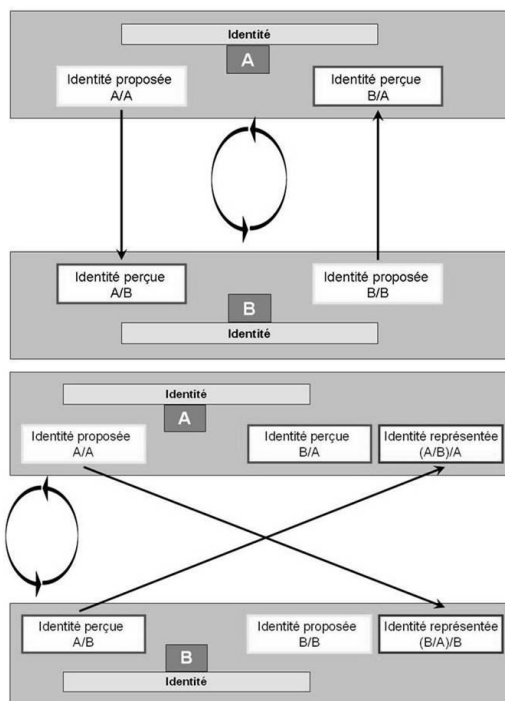 Identité
A
Identité proposée
A/A
Identité perçue
B/A
Identité perçue
A/B
Identité proposée
B/B
B
Identité
Identité
A
Identité proposée
A/A
Identité perçue
B/A
Identité représentée
(A/B)/A
Identité perçue
A/B
Identité proposée
B/B
Identité représentée
(B/A)/B
B
Identité